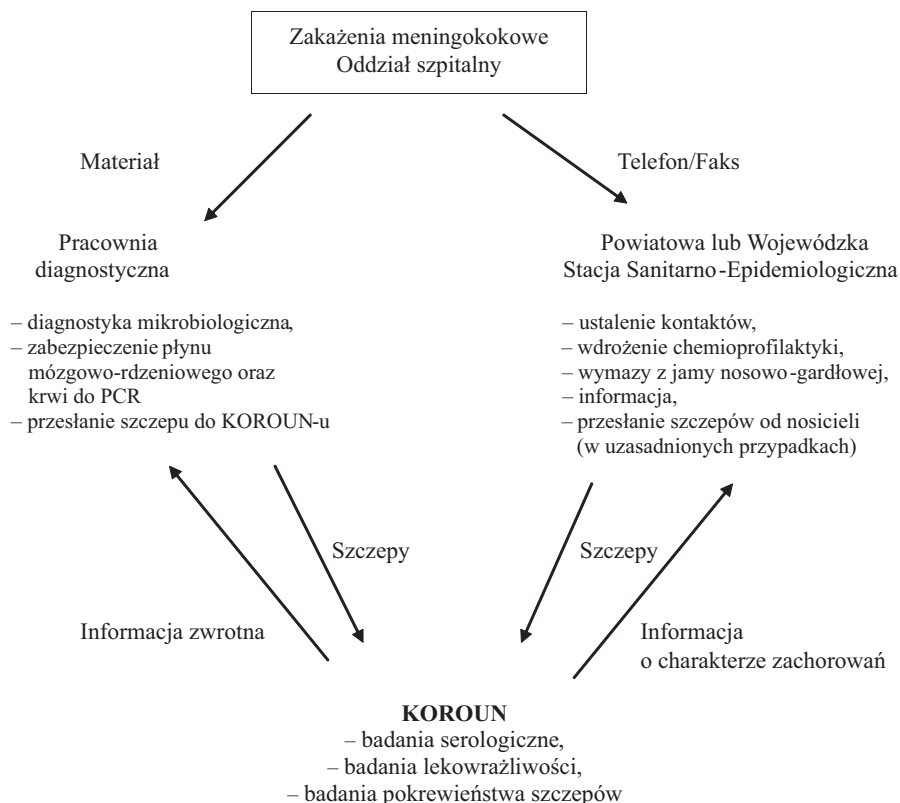 Zakażenia meningokokowe
Oddział szpitalny
Materiał
Telefon/Faks
Pracownia
diagnostyczna
Powiatowa lub Wojewódzka
Stacja Sanitarno-Epidemiologiczna
– diagnostyka mikrobiologiczna,
– zabezpieczenie płynu
mózgowo-rdzeniowego oraz
krwi do PCR
– przesłanie szczepu do KOROUN-u
– ustalenie kontaktów,
– wdrożenie chemioprofilaktyki,
– wymazy z jamy nosowo-gardłowej,
– informacja,
– przesłanie szczepów od nosicieli
(w uzasadnionych przypadkach)
Szczepy
Szczepy
Informacja zwrotna
Informacja
o charakterze zachorowań
KOROUN
– badania serologiczne,
– badania lekowrażliwości,
– badania pokrewieństwa szczepów